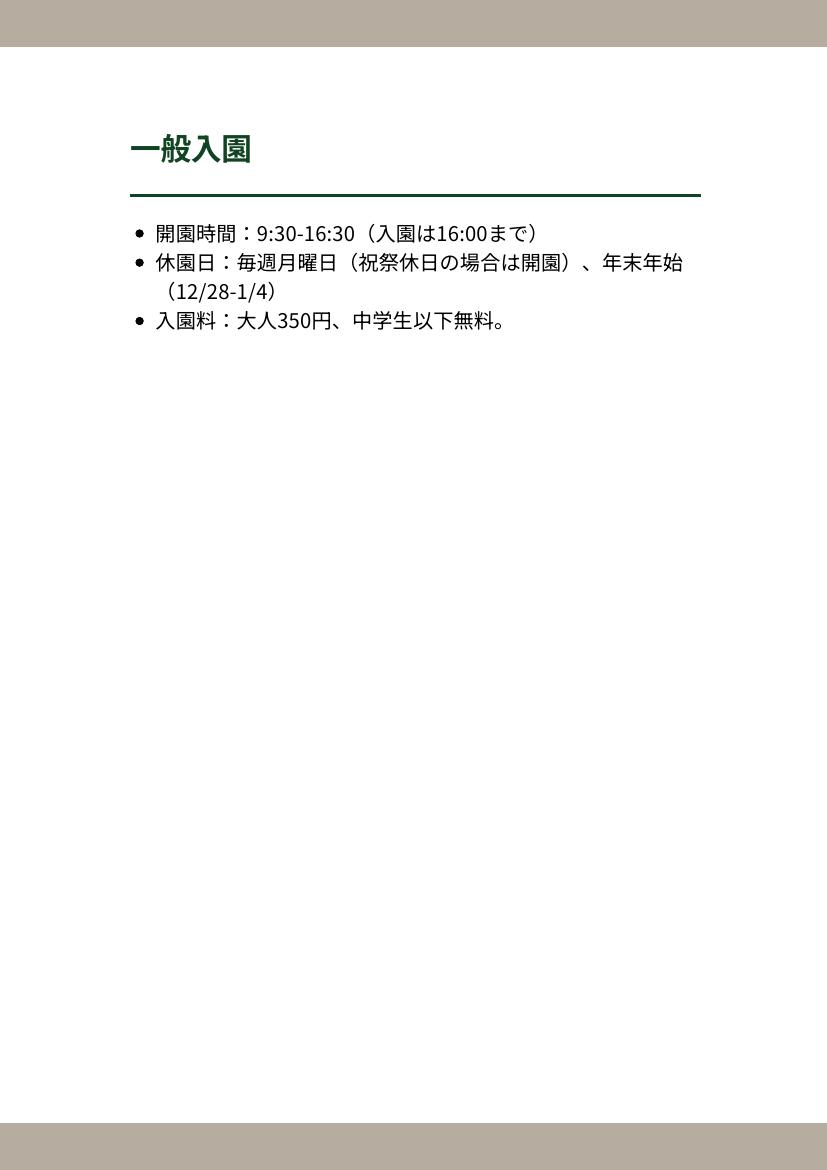 一般入園
• 開園時間：9:30-16:30（入園は16:00まで）
• 休園日：毎週月曜日（祝祭休日の場合は開園）、年末年始
（12/28-1/4）
• 入園料：大人350円、中学生以下無料。